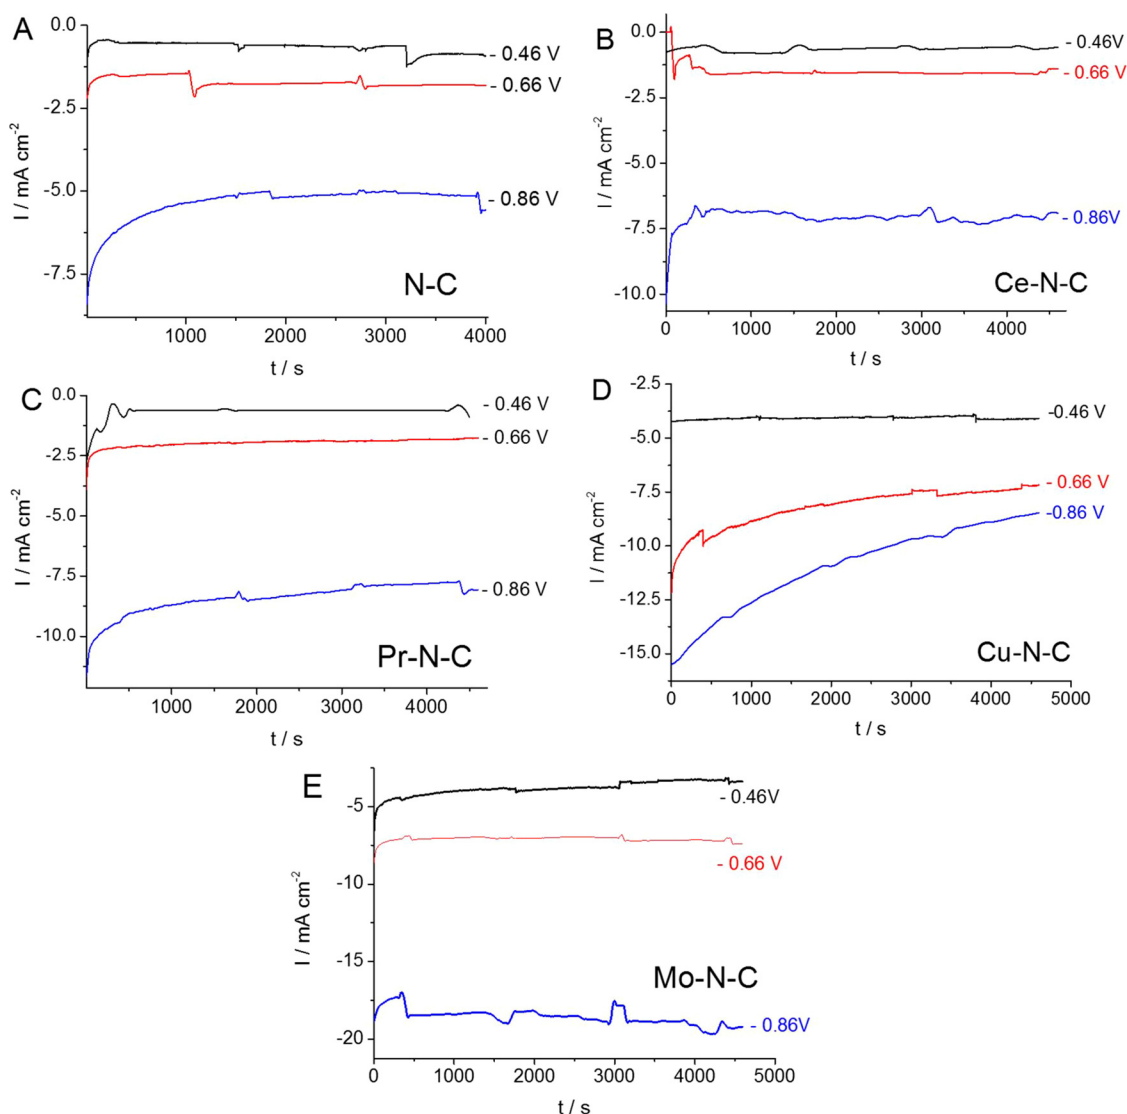 A
0.0
-2.5
-5.0
-7.5
I / mA cm⁻²
- 0.46 V
- 0.66 V
- 0.86 V
N-C
1000 2000 3000 4000
t / s
B
0.0
-2.5
-5.0
-7.5
-10.0
I / mA cm⁻²
- 0.46V
- 0.66 V
- 0.86V
Ce-N-C
0 1000 2000 3000 4000
t / s
C
0.0
-2.5
-5.0
-7.5
-10.0
I / mA cm⁻²
- 0.46 V
- 0.66 V
- 0.86 V
Pr-N-C
1000 2000 3000 4000
t / s
D
-2.5
-5.0
-7.5
-10.0
-12.5
-15.0
I / mA cm⁻²
-0.46 V
- 0.66 V
-0.86 V
Cu-N-C
0 1000 2000 3000 4000 5000
t / s
E
-5
-10
-15
-20
I / mA cm⁻²
- 0.46V
- 0.66 V
Mo-N-C
- 0.86V
0 1000 2000 3000 4000 5000
t / s